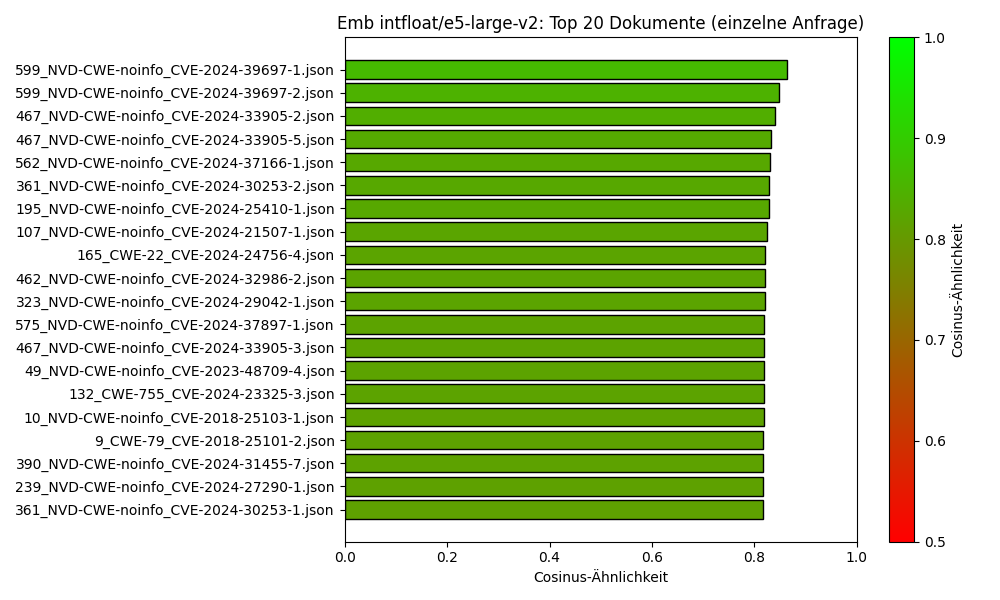 Emb intfloat/e5-large-v2: Top 20 Dokumente (einzelne Anfrage)
599_NVD-CWE-noinfo_CVE-2024-39697-1.json
599_NVD-CWE-noinfo_CVE-2024-39697-2.json
467_NVD-CWE-noinfo_CVE-2024-33905-2.json
467_NVD-CWE-noinfo_CVE-2024-33905-5.json
562_NVD-CWE-noinfo_CVE-2024-37166-1.json
361_NVD-CWE-noinfo_CVE-2024-30253-2.json
195_NVD-CWE-noinfo_CVE-2024-25410-1.json
107_NVD-CWE-noinfo_CVE-2024-21507-1.json
165_CWE-22_CVE-2024-24756-4.json
462_NVD-CWE-noinfo_CVE-2024-32986-2.json
323_NVD-CWE-noinfo_CVE-2024-29042-1.json
575_NVD-CWE-noinfo_CVE-2024-37897-1.json
467_NVD-CWE-noinfo_CVE-2024-33905-3.json
49_NVD-CWE-noinfo_CVE-2023-48709-4.json
132_CWE-755_CVE-2024-23325-3.json
10_NVD-CWE-noinfo_CVE-2018-25103-1.json
9_CWE-79_CVE-2018-25101-2.json
390_NVD-CWE-noinfo_CVE-2024-31455-7.json
239_NVD-CWE-noinfo_CVE-2024-27290-1.json
361_NVD-CWE-noinfo_CVE-2024-30253-1.json
0.0 0.2 0.4 0.6 0.8 1.0
Cosinus-Ähnlichkeit
1.0
0.9
0.8
0.7
0.6
0.5
Cosinus-Ähnlichkeit